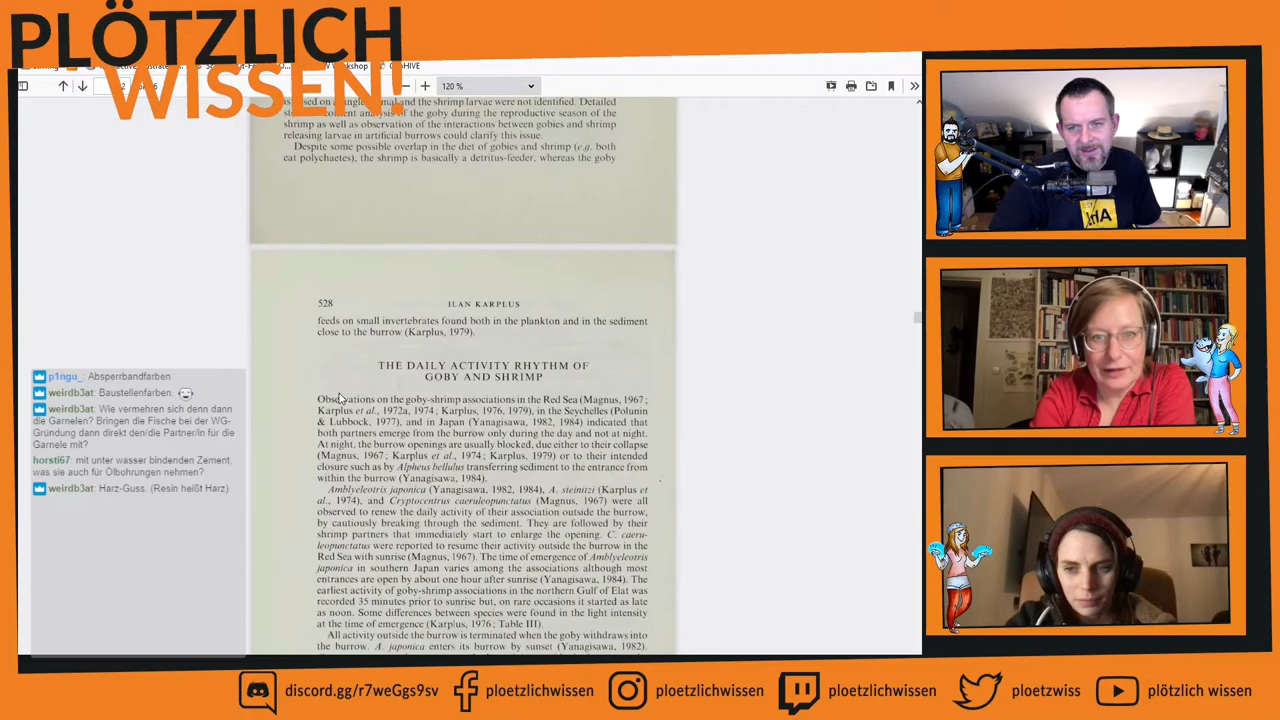 PLÖTZLICH
WISSEN!
120 %
is based on a single animal and the shrimp larvae were not identified. Detailed
content analysis of the goby during the reproductive season of the
shrimp as well as observation of the interactions between gobies and shrimp
releasing larvae in artificial burrows could clarify this issue.
Despite some possible overlap in the diet of gobies and shrimp (e.g. both
eat polychaetes), the shrimp is basically a detritus-feeder, whereas the goby
528
ILAN KARPLUS
feeds on small invertebrates found both in the plankton and in the sediment
close to the burrow (Karplus, 1979).
THE DAILY ACTIVITY RHYTHM OF
GOBY AND SHRIMP
Observations on the goby-shrimp associations in the Red Sea (Magnus, 1967;
Karplus et al., 1972a, 1974; Karplus, 1976, 1979), in the Seychelles (Polunin
& Lubbock, 1977), and in Japan (Yanagisawa, 1982, 1984) indicated that
both partners emerge from the burrow only during the day and not at night.
At night, the burrow openings are usually blocked, due either to their collapse
(Magnus, 1967; Karplus et al., 1974; Karplus, 1979) or to their intended
closure such as by Alpheus bellulus transferring sediment to the entrance from
within the burrow (Yanagisawa, 1984).
Amblyeleotris japonica (Yanagisawa, 1982, 1984), A. steinitzi (Karplus et
al., 1974), and Cryptocentrus caeruleopunctatus (Magnus, 1967) were all
observed to renew the daily activity of their association outside the burrow,
by cautiously breaking through the sediment. They are followed by their
shrimp partners that immediately start to enlarge the opening. C. caeru-
leopunctatus were reported to resume their activity outside the burrow in the
Red Sea with sunrise (Magnus, 1967). The time of emergence of Amblyeleotris
japonica in southern Japan varies among the associations although most
entrances are open by about one hour after sunrise (Yanagisawa, 1984). The
earliest activity of goby-shrimp associations in the northern Gulf of Elat was
recorded 35 minutes prior to sunrise but, on rare occasions it started as late
as noon. Some differences between species were found in the light intensity
at the time of emergence (Karplus, 1976; Table III).
All activity outside the burrow is terminated when the goby withdraws into
the burrow. A. japonica enters its burrow by sunset (Yanagisawa, 1982).
p1ngu_: Absperrbandfarben
weirdb3at: Baustellenfarben
weirdb3at: Wie vermehren sich denn dann
die Garnelen? Bringen die Fische bei der WG-
Gründung dann direkt den/die Partner/in für die
Garnele mit?
horsti67: mit unter wasser bindenden Zement,
was sie auch für Ölbohrungen nehmen?
weirdb3at: Harz-Guss. (Resin heißt Harz)
discord.gg/r7weGgs9sv
ploetzlichwissen
ploetzlichwissen
ploetzlichwissen
ploetzwiss
plötzlich wissen